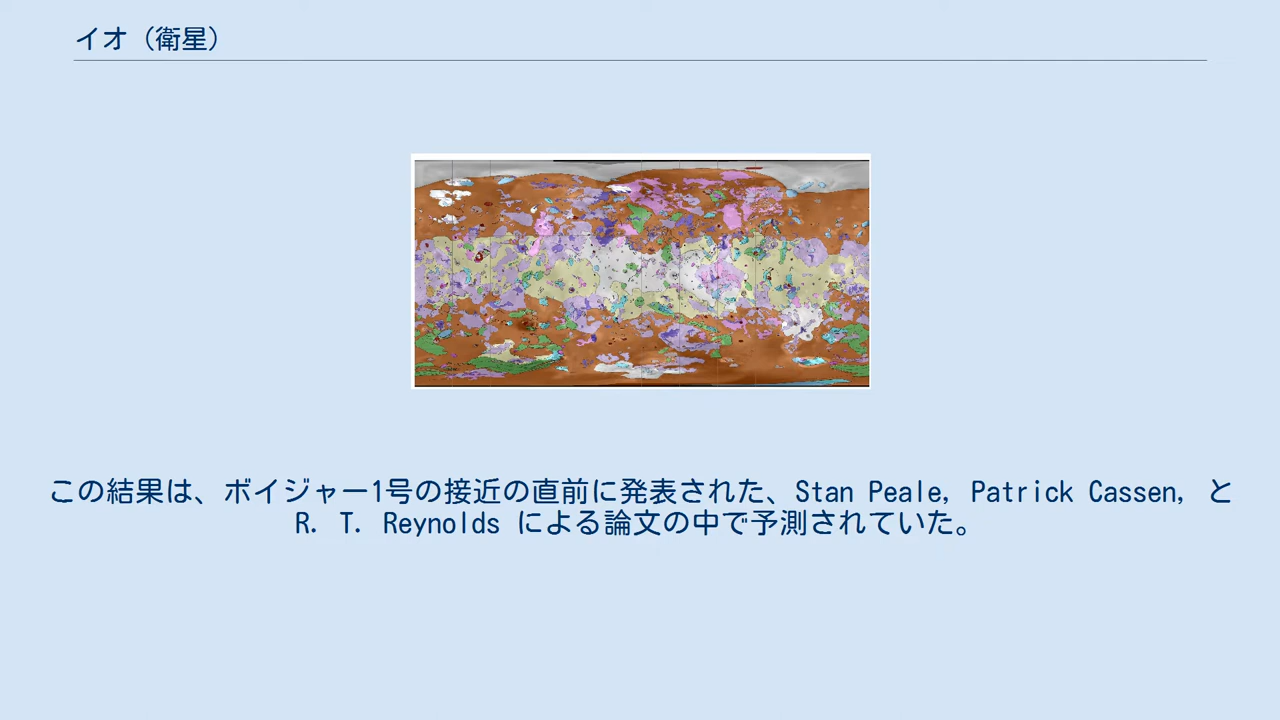 イオ（衛星）
この結果は、ボイジャー1号の接近の直前に発表された、Stan Peale, Patrick Cassen, と
R. T. Reynolds による論文の中で予測されていた。